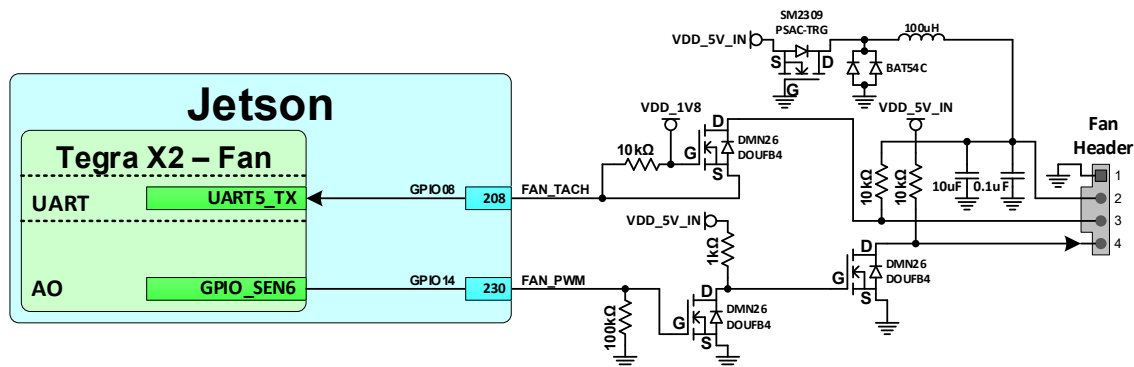 SM2309
PSAC-TRG
100uH
VDD_5V_IN
S
D
G
BAT54C
Jetson
VDD_1V8
VDD_5V_IN
Fan
Header
Tegra X2 – Fan
10kΩ
D
G
S
DMN26
DOUFB4
UART
UART5_TX
GPIO08
208
FAN_TACH
10kΩ
10kΩ
10uF
0.1uF
1
2
3
4
VDD_5V_IN
1kΩ
AO
GPIO_SEN6
GPIO14
230
FAN_PWM
100kΩ
D
G
S
DMN26
DOUFB4
D
G
S
DMN26
DOUFB4